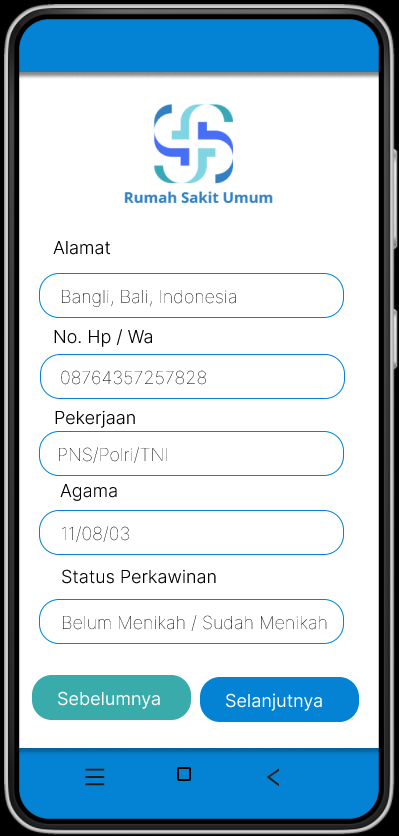 Rumah Sakit Umum
Alamat
Bangli, Bali, Indonesia
No. Hp / Wa
08764357257828
Pekerjaan
PNS/Polri/TNI
Agama
11/08/03
Status Perkawinan
Belum Menikah / Sudah Menikah
Sebelumnya
Selanjutnya